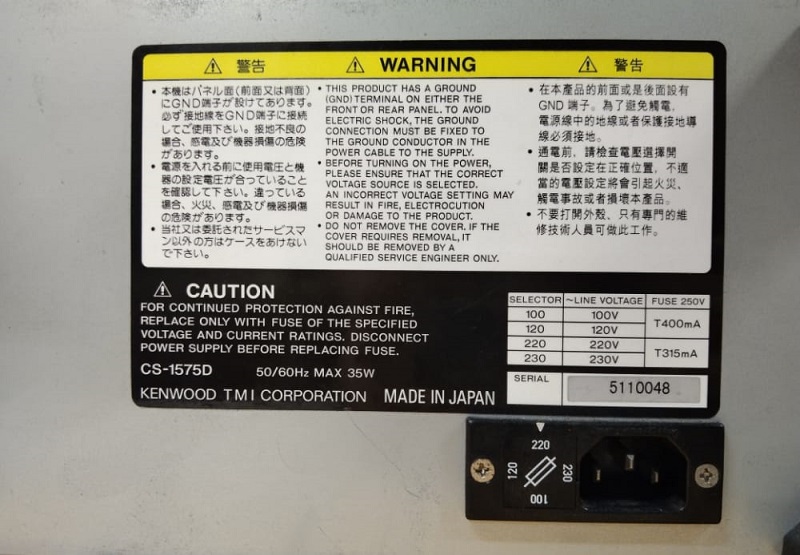 ⚠ 警告
• 本機はパネル面(前面又は背面)
にGND端子が設けてあります。
必ず接地線をGND端子に接続
してご使用下さい。接地不良の
場合、感電及び機器損傷の危険
があります。
• 電源を入れる前に使用電圧と機
器の設定電圧が合っていること
を確認して下さい。違っている
場合、火災、感電及び機器損傷
の危険があります。
• 当社又は委託されたサービスマ
ン以外の方はケースをあけない
で下さい。
⚠ WARNING
• THIS PRODUCT HAS A GROUND
(GND) TERMINAL ON EITHER THE
FRONT OR REAR PANEL. TO AVOID
ELECTRIC SHOCK, THE GROUND
CONNECTION MUST BE FIXED TO
THE GROUND CONDUCTOR IN THE
POWER CABLE TO THE SUPPLY.
• BEFORE TURNING ON THE POWER,
PLEASE ENSURE THAT THE CORRECT
VOLTAGE SOURCE IS SELECTED.
AN INCORRECT VOLTAGE SETTING MAY
RESULT IN FIRE, ELECTROCUTION
OR DAMAGE TO THE PRODUCT.
• DO NOT REMOVE THE COVER. IF THE
COVER REQUIRES REMOVAL, IT
SHOULD BE REMOVED BY A
QUALIFIED SERVICE ENGINEER ONLY.
⚠ 警告
• 在本產品的前面或是後面設有
GND 端子。為了避免觸電，
電源線中的地線或者保護接地導
線必須接地。
• 通電前，請檢查電壓選擇開
關是否設定在正確位置，不適
當的電壓設定將會引起火災、
觸電事故或者損壞本產品。
• 不要打開外殼，只有專門的維
修技術人員可做此工作。
⚠ CAUTION
FOR CONTINUED PROTECTION AGAINST FIRE,
REPLACE ONLY WITH FUSE OF THE SPECIFIED
VOLTAGE AND CURRENT RATINGS. DISCONNECT
POWER SUPPLY BEFORE REPLACING FUSE.
CS-1575D 50/60Hz MAX 35W
KENWOOD TMI CORPORATION MADE IN JAPAN
SELECTOR ~LINE VOLTAGE FUSE 250V
100 100V T400mA
120 120V
220 220V T315mA
230 230V
SERIAL 5110048
220
120 230
100